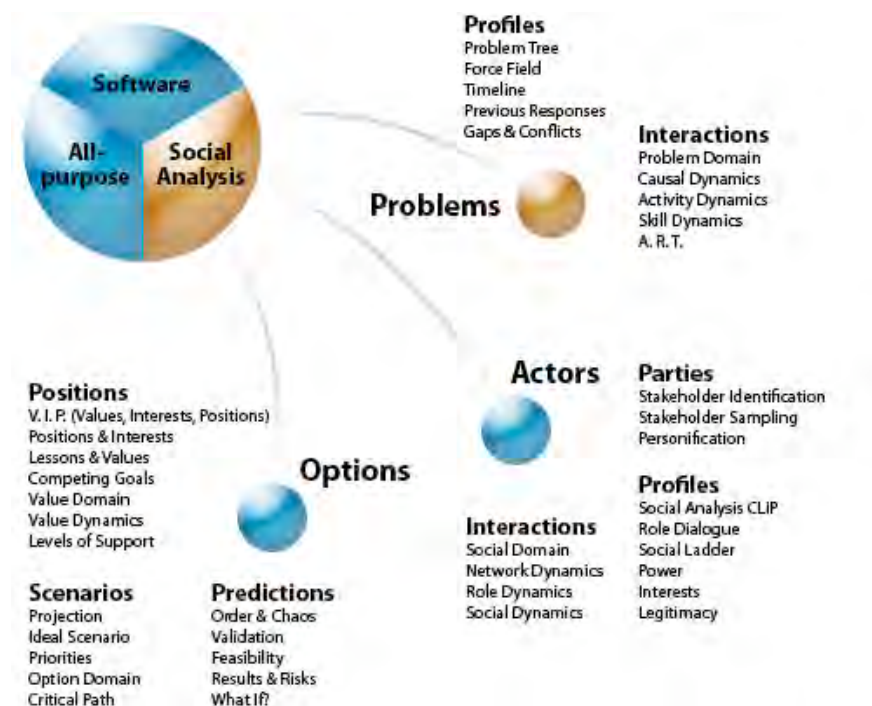 Software
All-
purpose
Social
Analysis
Profiles
Problem Tree
Force Field
Timeline
Previous Responses
Gaps & Conflicts
Interactions
Problem Domain
Causal Dynamics
Activity Dynamics
Skill Dynamics
A. R. T.
Problems
Actors
Parties
Stakeholder Identification
Stakeholder Sampling
Personification
Profiles
Social Analysis CLiP
Role Dialogue
Social Ladder
Power
Interests
Legitimacy
Interactions
Social Domain
Network Dynamics
Role Dynamics
Social Dynamics
Options
Positions
V. I. P. (Values, Interests, Positions)
Positions & Interests
Lessons & Values
Competing Goals
Value Domain
Value Dynamics
Levels of Support
Scenarios
Projection
Ideal Scenario
Priorities
Option Domain
Critical Path
Predictions
Order & Chaos
Validation
Feasibility
Results & Risks
What If?